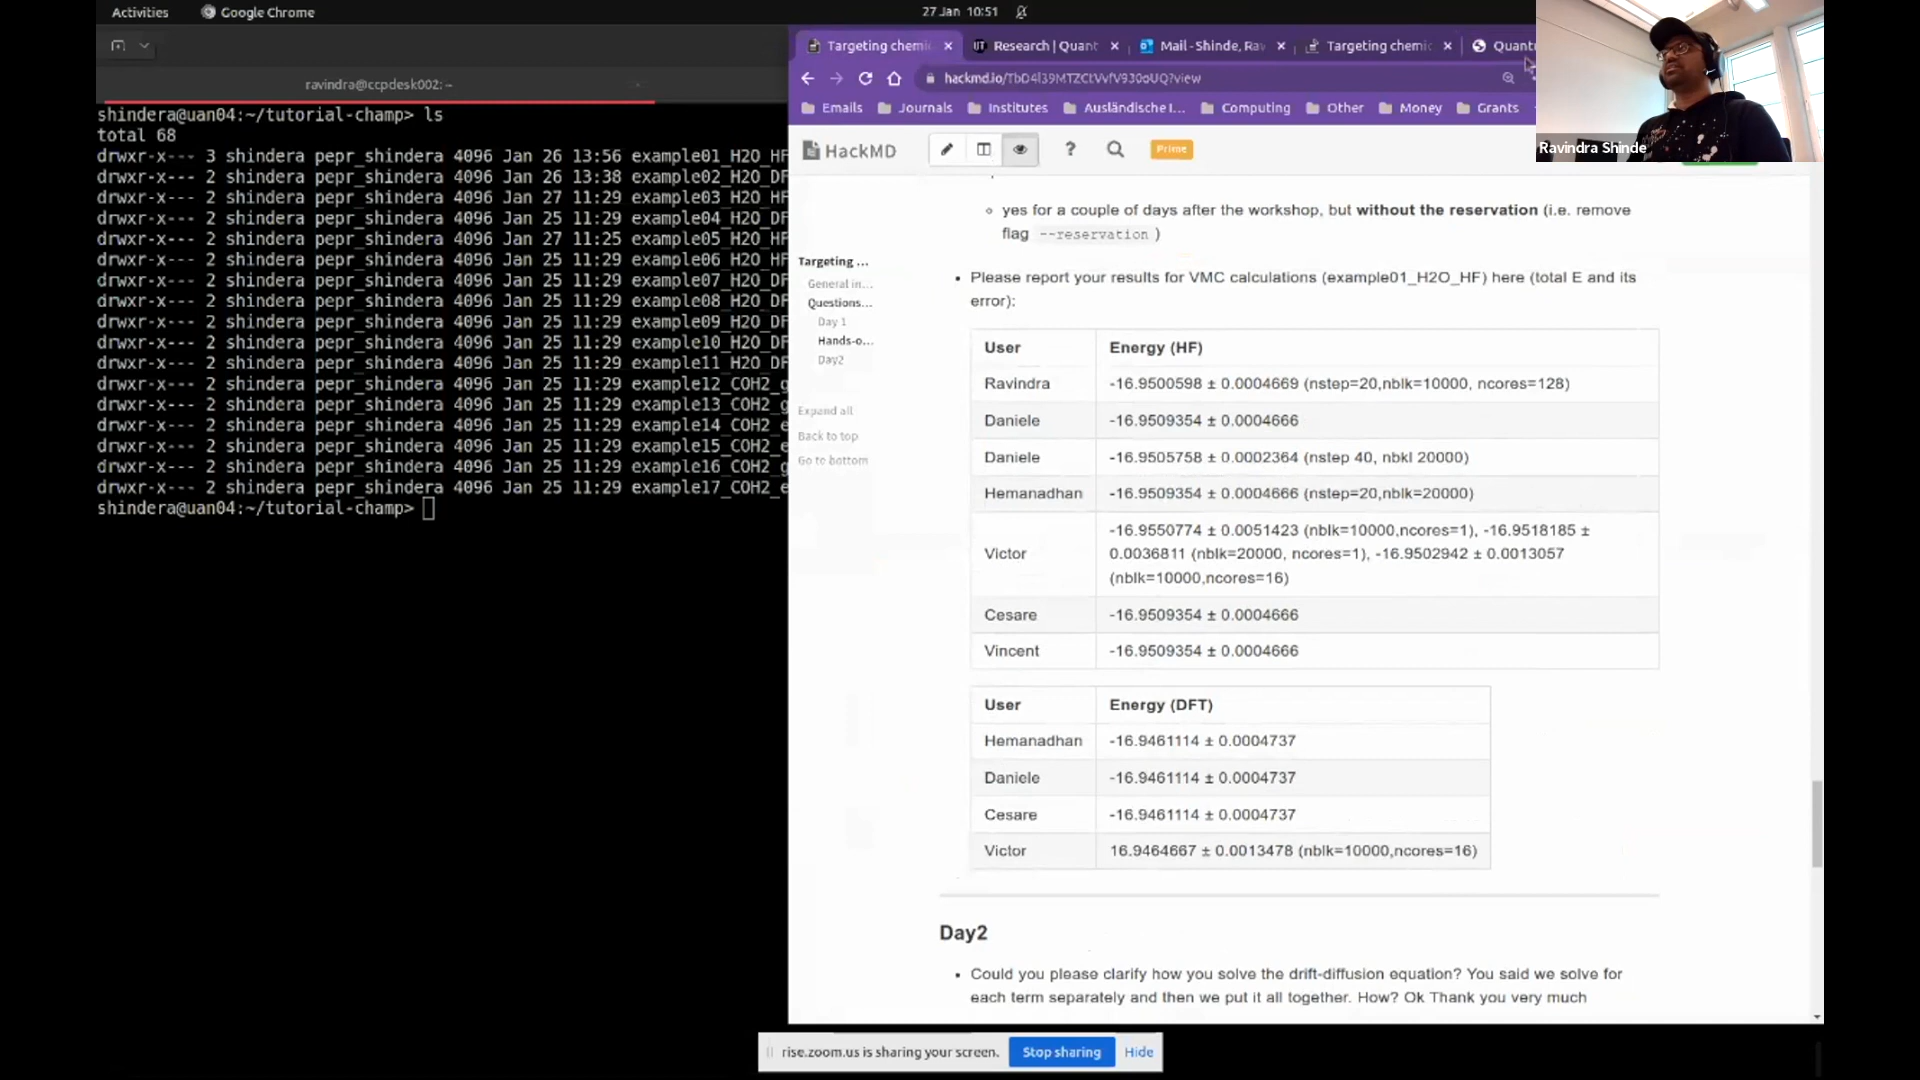 Activities
Google Chrome
27 Jan 10:51
ravindra@ccpdesk002: ~
shindera@uan04:~/tutorial-champ> ls
total 68
drwxr-x--- 3 shindera pepr_shindera 4096 Jan 26 13:56 example01_H2O_HF
drwxr-x--- 2 shindera pepr_shindera 4096 Jan 26 13:38 example02_H2O_DF
drwxr-x--- 2 shindera pepr_shindera 4096 Jan 27 11:29 example03_H2O_HF
drwxr-x--- 2 shindera pepr_shindera 4096 Jan 25 11:29 example04_H2O_DF
drwxr-x--- 2 shindera pepr_shindera 4096 Jan 27 11:25 example05_H2O_HF
drwxr-x--- 2 shindera pepr_shindera 4096 Jan 25 11:29 example06_H2O_HF
drwxr-x--- 2 shindera pepr_shindera 4096 Jan 25 11:29 example07_H2O_DF
drwxr-x--- 2 shindera pepr_shindera 4096 Jan 25 11:29 example08_H2O_DF
drwxr-x--- 2 shindera pepr_shindera 4096 Jan 25 11:29 example09_H2O_DF
drwxr-x--- 2 shindera pepr_shindera 4096 Jan 25 11:29 example10_H2O_DF
drwxr-x--- 2 shindera pepr_shindera 4096 Jan 25 11:29 example11_H2O_DF
drwxr-x--- 2 shindera pepr_shindera 4096 Jan 25 11:29 example12_COH2_g
drwxr-x--- 2 shindera pepr_shindera 4096 Jan 25 11:29 example13_COH2_g
drwxr-x--- 2 shindera pepr_shindera 4096 Jan 25 11:29 example14_COH2_e
drwxr-x--- 2 shindera pepr_shindera 4096 Jan 25 11:29 example15_COH2_e
drwxr-x--- 2 shindera pepr_shindera 4096 Jan 25 11:29 example16_COH2_g
drwxr-x--- 2 shindera pepr_shindera 4096 Jan 25 11:29 example17_COH2_e
shindera@uan04:~/tutorial-champ>
Targeting chemi Research | Quant Mail - Shinde, Rav Targeting chemic Quantu
hackmd.io/TbD4l39MTZCtVvfV930oUQ?view
Emails Journals Institutes Ausländische I... Computing Other Money Grants
HackMD ? Prime
Targeting ...
General in...
Questions...
Day 1
Hands-o...
Day2
Expand all
Back to top
Go to bottom
yes for a couple of days after the workshop, but without the reservation (i.e. remove
flag --reservation )
Please report your results for VMC calculations (example01_H2O_HF) here (total E and its
error):
User Energy (HF)
Ravindra -16.9500598 ± 0.0004669 (nstep=20,nblk=10000, ncores=128)
Daniele -16.9509354 ± 0.0004666
Daniele -16.9505758 ± 0.0002364 (nstep 40, nbkl 20000)
Hemanadhan -16.9509354 ± 0.0004666 (nstep=20,nblk=20000)
-16.9550774 ± 0.0051423 (nblk=10000,ncores=1), -16.9518185 ±
Victor 0.0036811 (nblk=20000, ncores=1), -16.9502942 ± 0.0013057
(nblk=10000,ncores=16)
Cesare -16.9509354 ± 0.0004666
Vincent -16.9509354 ± 0.0004666
User Energy (DFT)
Hemanadhan -16.9461114 ± 0.0004737
Daniele -16.9461114 ± 0.0004737
Cesare -16.9461114 ± 0.0004737
Victor 16.9464667 ± 0.0013478 (nblk=10000,ncores=16)
Day2
Could you please clarify how you solve the drift-diffusion equation? You said we solve for
each term separately and then we put it all together. How? Ok Thank you very much
Ravindra Shinde
rise.zoom.us is sharing your screen. Stop sharing Hide